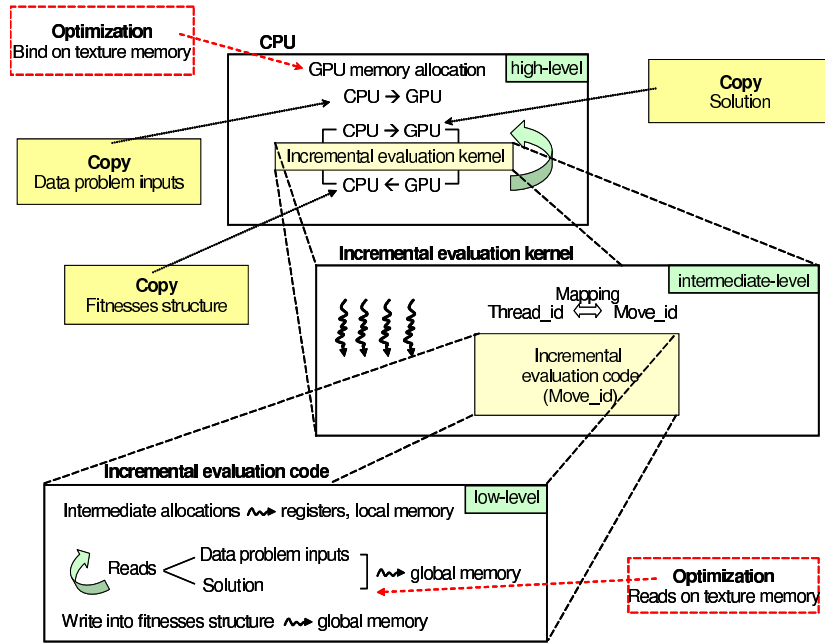 Optimization
Bind on texture memory
CPU
high-level
GPU memory allocation
CPU → GPU
Copy
Solution
CPU → GPU
Incremental evaluation kernel
CPU ← GPU
Copy
Data problem inputs
Copy
Fitnesses structure
Incremental evaluation kernel
intermediate-level
Mapping
Thread_id ⇔ Move_id
Incremental
evaluation code
(Move_id)
Incremental evaluation code
low-level
Intermediate allocations registers, local memory
Reads
Data problem inputs
Solution
global memory
Write into fitnesses structure global memory
Optimization
Reads on texture memory